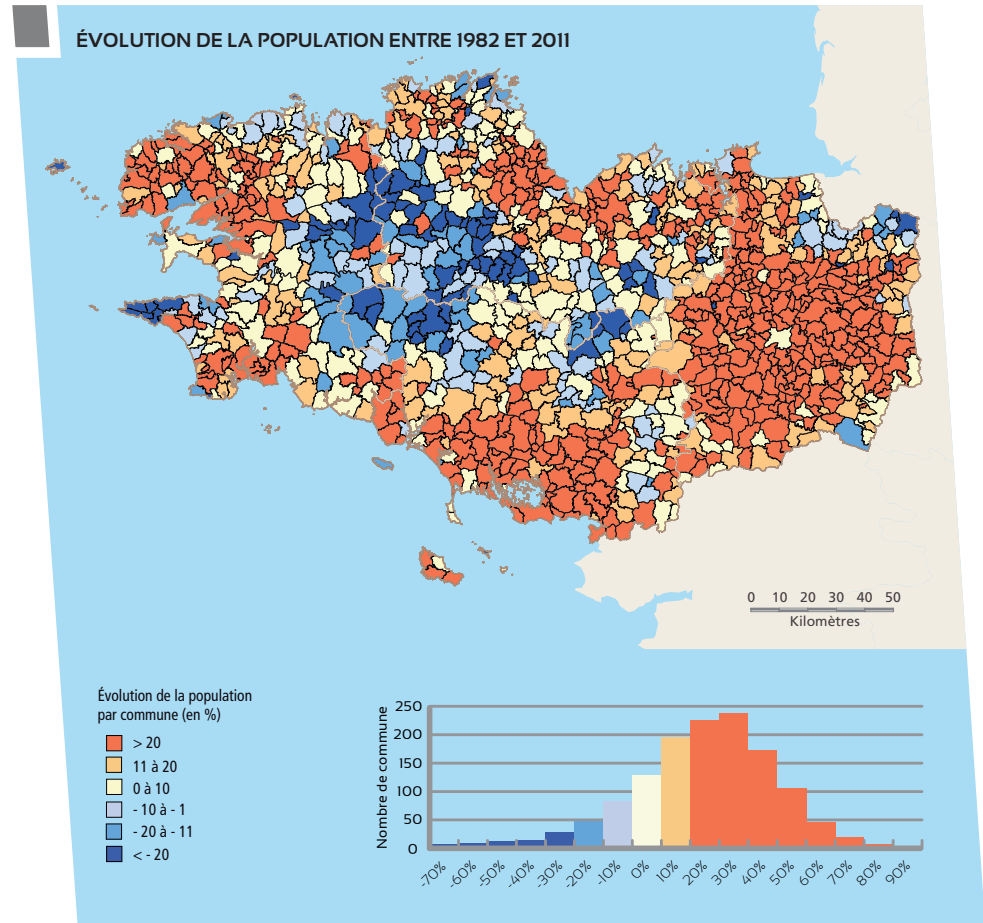 ÉVOLUTION DE LA POPULATION ENTRE 1982 ET 2011
0 10 20 30 40 50
Kilomètres
Évolution de la population
par commune (en %)
> 20
11 à 20
0 à 10
- 10 à - 1
- 20 à - 11
< - 20
Nombre de commune
250
200
150
100
50
0
-70% -60% -50% -40% -30% -20% -10% 0% 10% 20% 30% 40% 50% 60% 70% 80% 90%